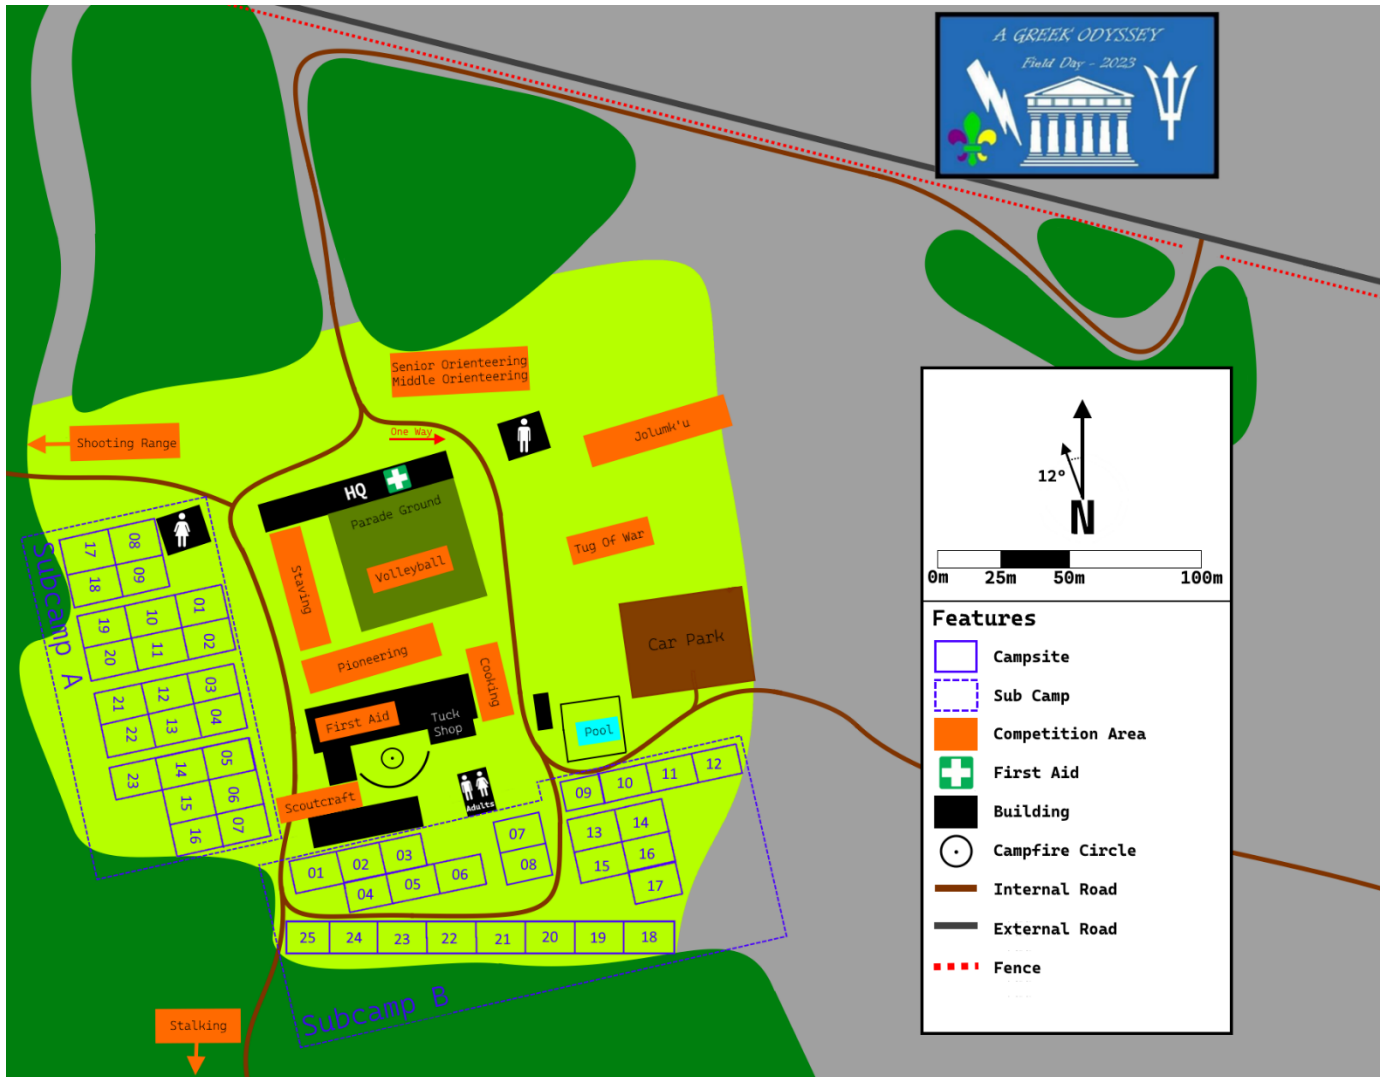 A GREEK ODYSSEY
Field Day - 2023
Senior Orienteering
Middle Orienteering
Shooting Range
One Way
Jolumk'u
HQ
Parade Ground
Tug Of War
Volleyball
Staving
Subcamp A
17
08
18
09
19
10
01
20
11
02
21
12
03
22
13
04
23
14
05
15
06
16
07
Pioneering
Cooking
Car Park
First Aid
Tuck
Shop
Pool
Scoutcraft
Adults
01
02
03
04
05
06
07
08
09
10
11
12
13
14
15
16
17
25
24
23
22
21
20
19
18
Subcamp B
Stalking
12°
N
0m
25m
50m
100m
Features
Campsite
Sub Camp
Competition Area
First Aid
Building
Campfire Circle
Internal Road
External Road
Fence